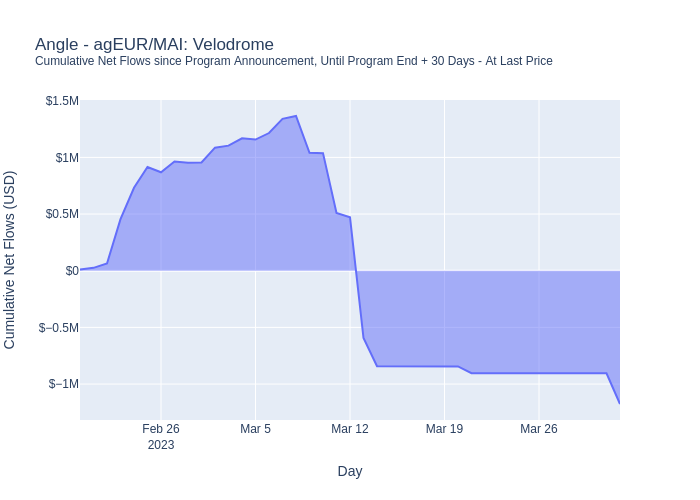 Angle - agEUR/MAI: Velodrome
Cumulative Net Flows since Program Announcement, Until Program End + 30 Days - At Last Price
$1.5M
$1M
$0.5M
$0
$−0.5M
$−1M
Cumulative Net Flows (USD)
Feb 26
2023
Mar 5
Mar 12
Mar 19
Mar 26
Day